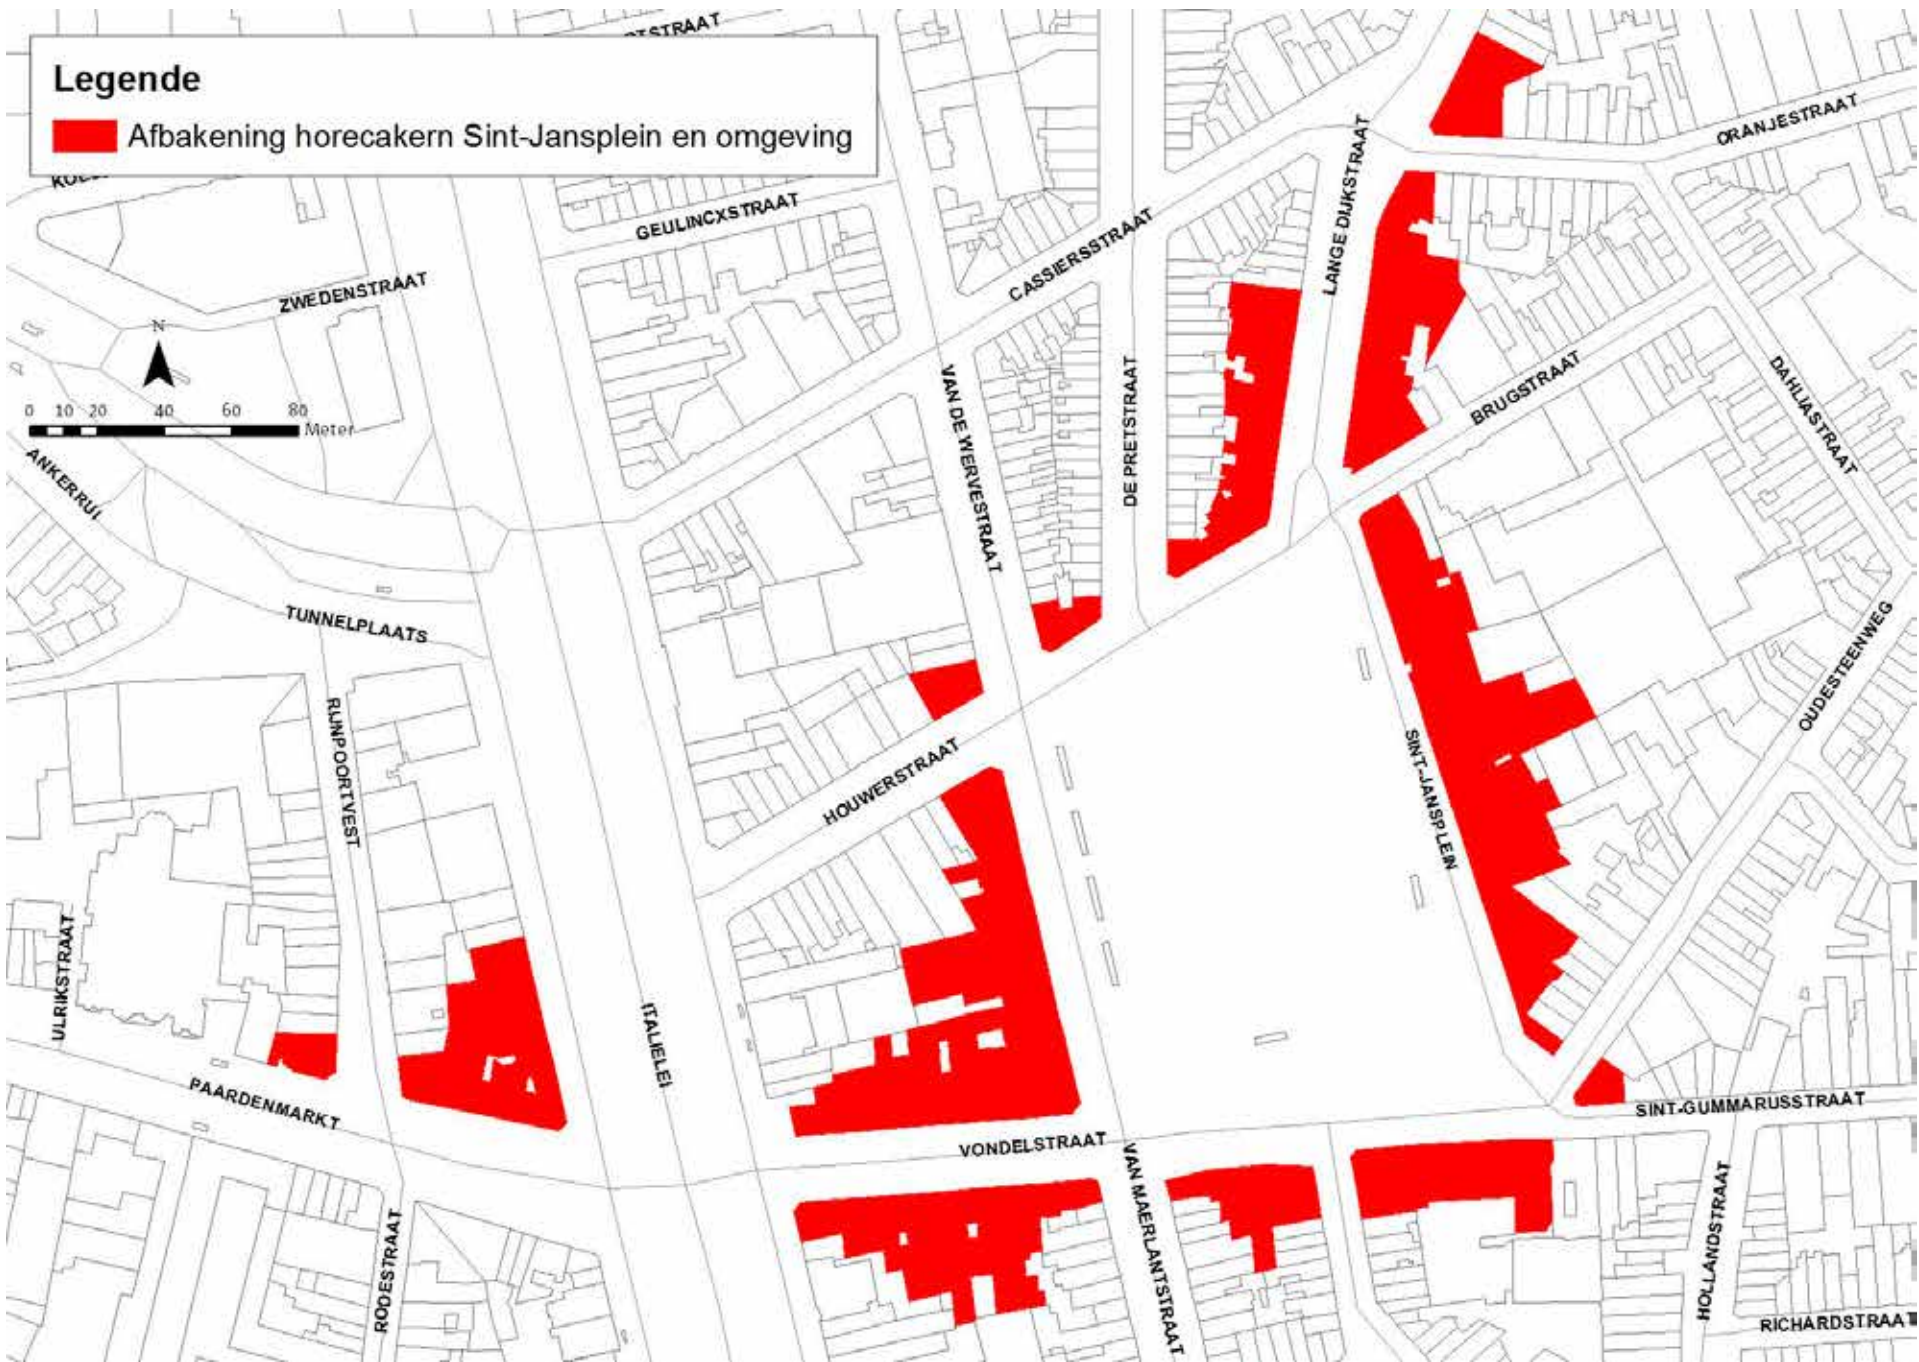 TSTRAAT
Legende
Afbakening horecakern Sint-Jansplein en omgeving
ORANJESTRAAT
GEULINCXSTRAAT
LANGE DIJKSTRAAT
CASSIERSSTRAAT
ZWEDENSTRAAT
N
0 10 20 40 60 80
Meter
VAN DE WERVESTRAAT
DE PRETSTRAAT
BRUGSTRAAT
DAHLIASTRAAT
ANKERRUI
TUNNELPLAATS
OUDESTEENWEG
RIJNPOORTVEST
HOUWERSTRAAT
SINT-JANSPLEIN
ULRIKSTRAAT
ITALIELEI
PAARDENMARKT
SINT-GUMMARUSSTRAAT
VONDELSTRAAT
VAN MAERLANTSTRAAT
RODESTRAAT
HOLLANDSTRAAT
RICHARDSTRAAT